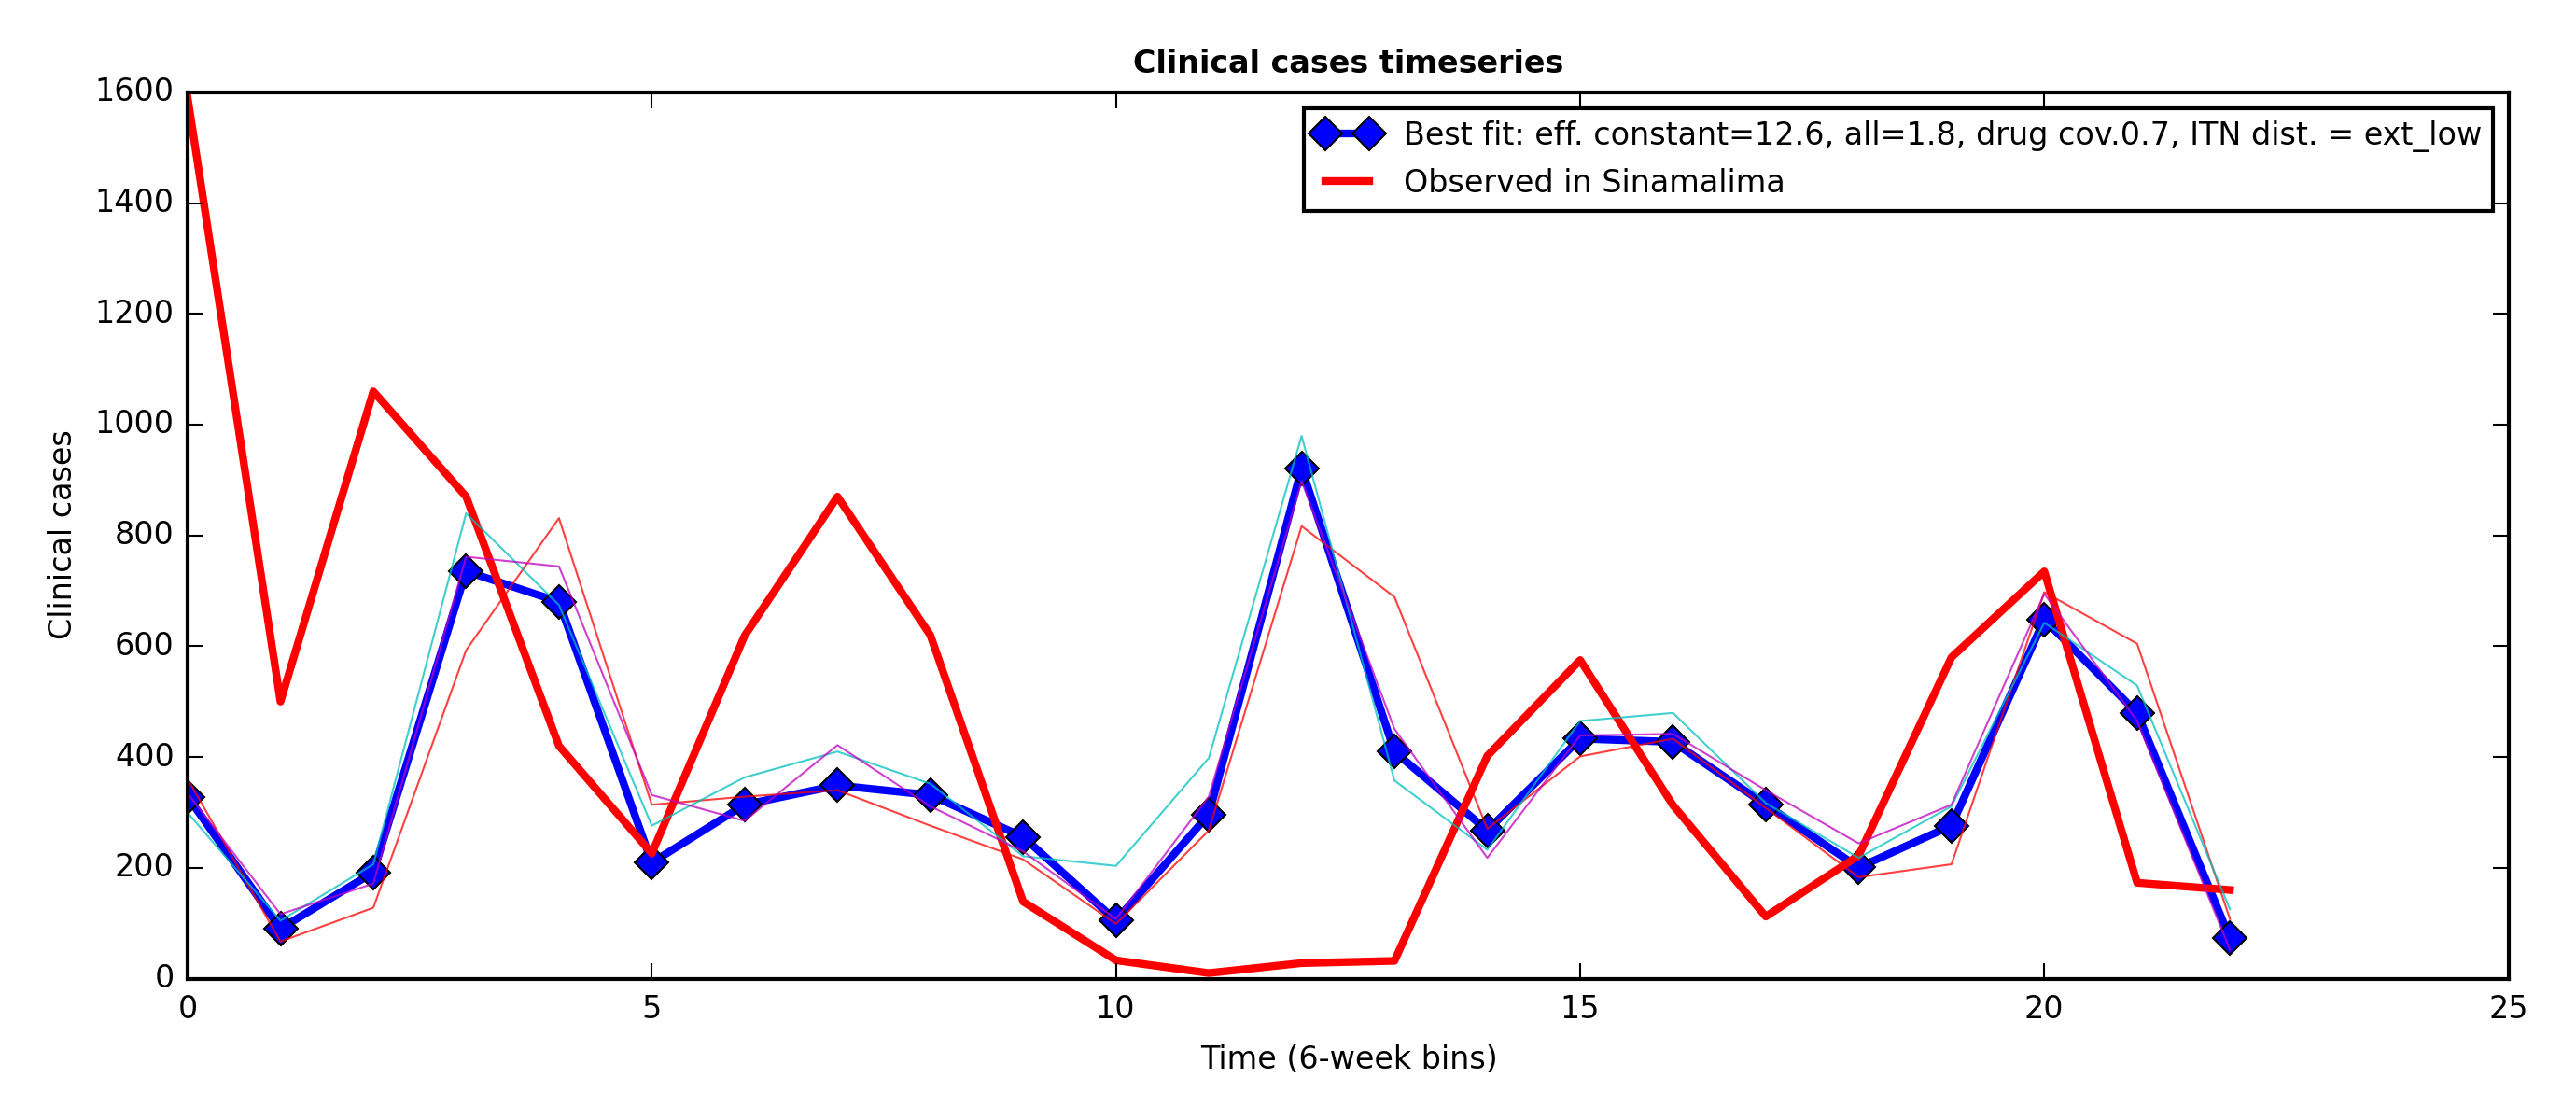 Clinical cases timeseries
1600
1400
1200
1000
800
600
400
200
0
Clinical cases
Best fit: eff. constant=12.6, all=1.8, drug cov.0.7, ITN dist. = ext_low
Observed in Sinamalima
0 5 10 15 20 25
Time (6-week bins)